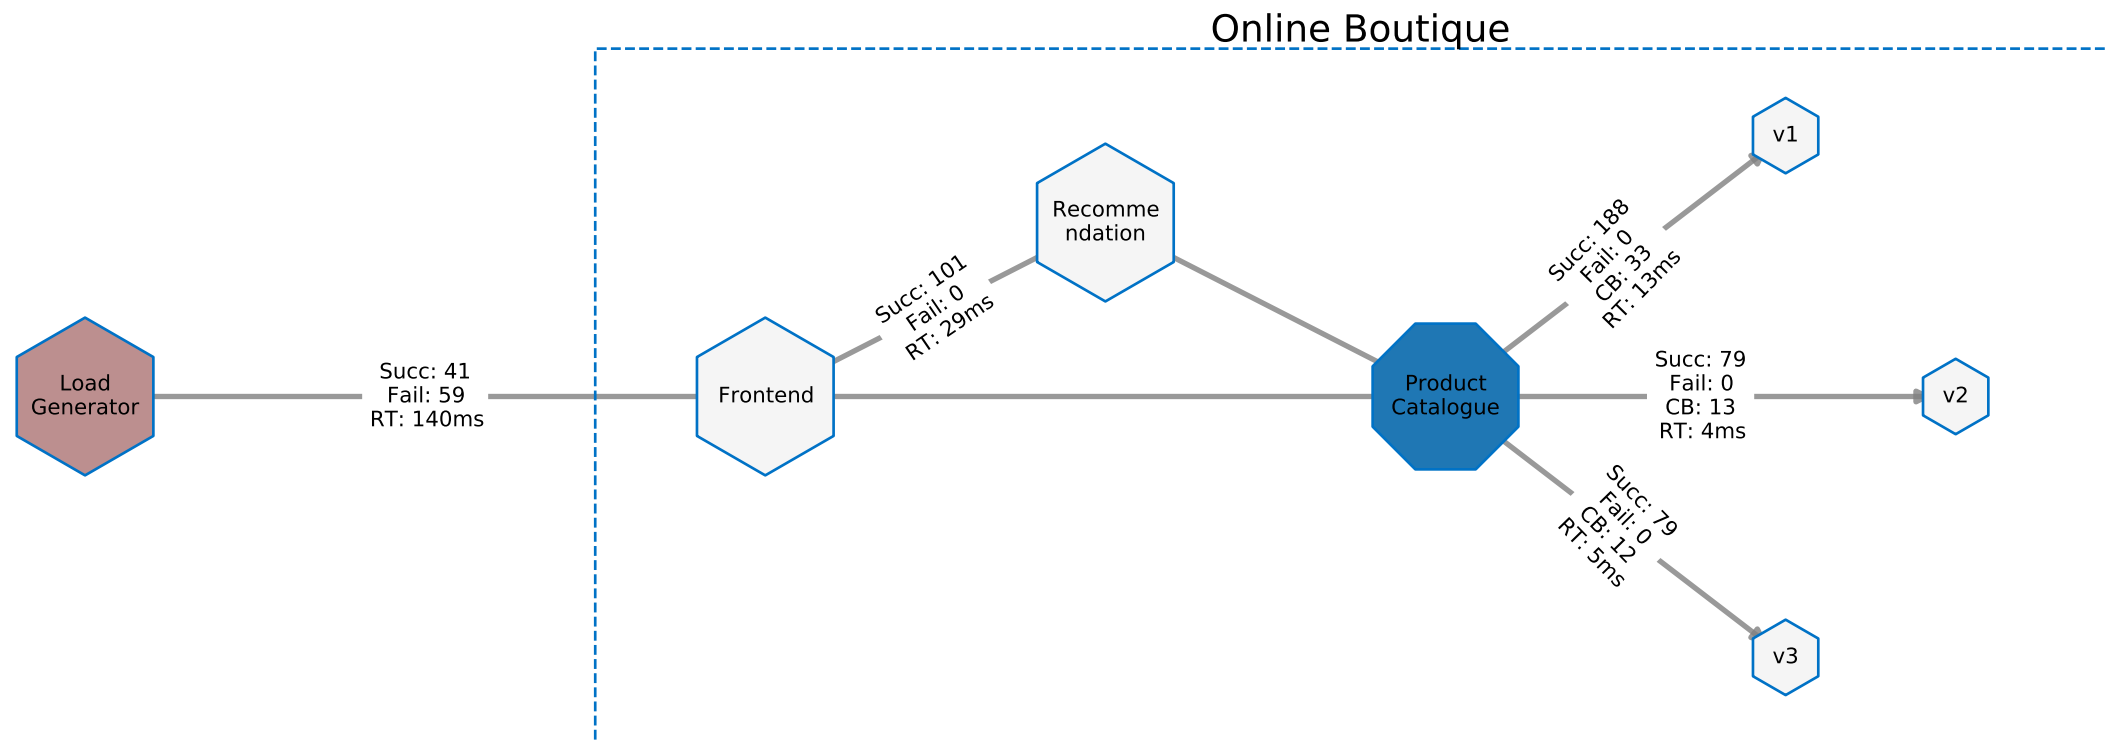 Online Boutique
Load
Generator
Succ: 41
Fail: 59
RT: 140ms
Frontend
Succ: 101
Fail: 0
RT: 29ms
Recomme
ndation
Product
Catalogue
Succ: 188
Fail: 0
CB: 33
RT: 13ms
v1
Succ: 79
Fail: 0
CB: 13
RT: 4ms
v2
Succ: 79
Fail: 0
CB: 12
RT: 5ms
v3